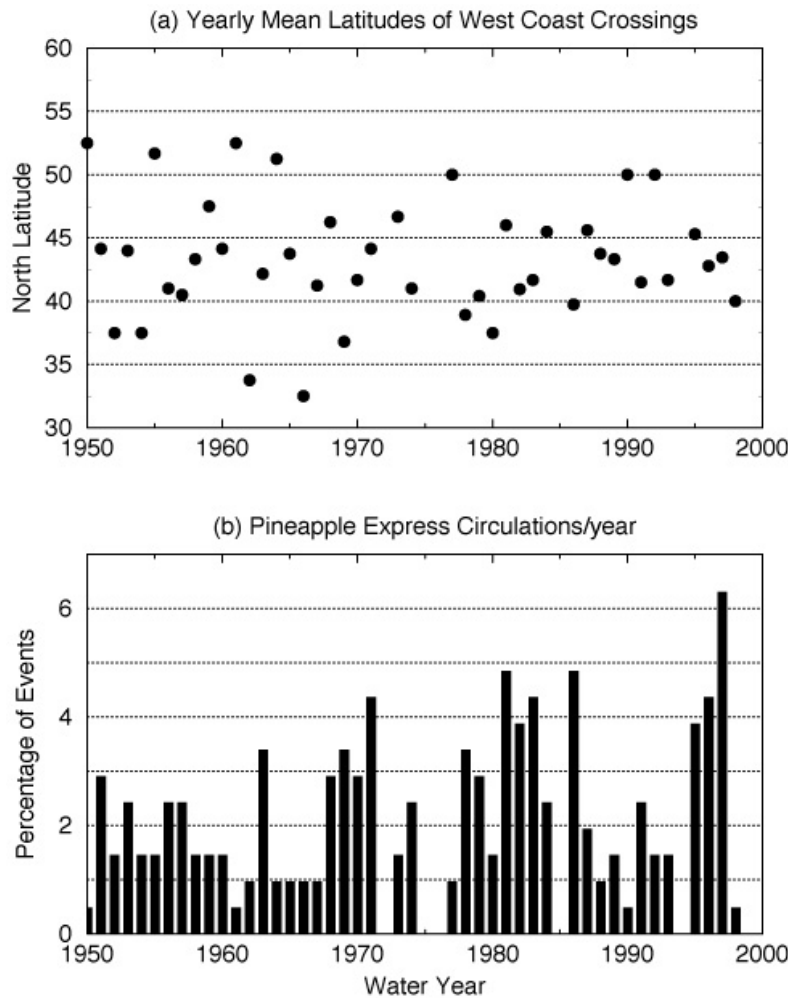 (a) Yearly Mean Latitudes of West Coast Crossings
60
55
50
45
40
35
30
North Latitude
1950 1960 1970 1980 1990 2000
(b) Pineapple Express Circulations/year
6
4
2
0
Percentage of Events
1950 1960 1970 1980 1990 2000
Water Year